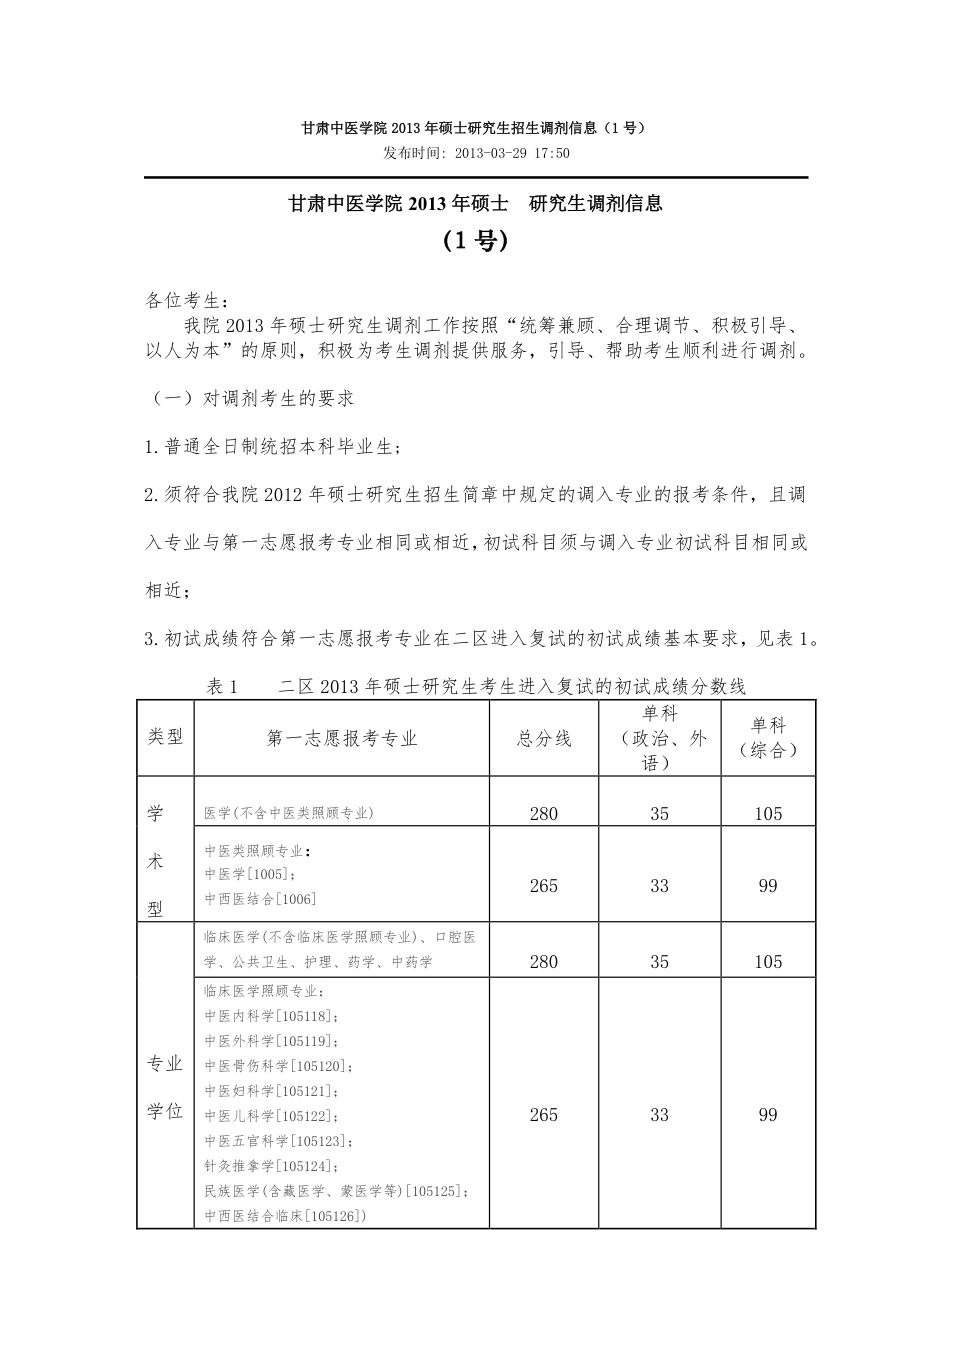 甘肃中医学院 2013 年硕士研究生招生调剂信息（1 号）
发布时间: 2013-03-29 17:50
甘肃中医学院 2013 年硕士　研究生调剂信息
(1 号)
各位考生：
我院 2013 年硕士研究生调剂工作按照“统筹兼顾、合理调节、积极引导、
以人为本”的原则，积极为考生调剂提供服务，引导、帮助考生顺利进行调剂。
（一）对调剂考生的要求
1.普通全日制统招本科毕业生;
2.须符合我院 2012 年硕士研究生招生简章中规定的调入专业的报考条件，且调
入专业与第一志愿报考专业相同或相近,初试科目须与调入专业初试科目相同或
相近;
3.初试成绩符合第一志愿报考专业在二区进入复试的初试成绩基本要求，见表 1。
表 1　　二区 2013 年硕士研究生考生进入复试的初试成绩分数线
类型
第一志愿报考专业
总分线
单科
（政治、外
语）
单科
（综合）
学
术
型
医学(不含中医类照顾专业)
280
35
105
中医类照顾专业：
中医学[1005];
中西医结合[1006]
265
33
99
专业
学位
临床医学(不含临床医学照顾专业)、口腔医
学、公共卫生、护理、药学、中药学
280
35
105
临床医学照顾专业:
中医内科学[105118];
中医外科学[105119];
中医骨伤科学[105120];
中医妇科学[105121];
中医儿科学[105122];
中医五官科学[105123];
针灸推拿学[105124];
民族医学(含藏医学、蒙医学等)[105125];
中西医结合临床[105126])
265
33
99